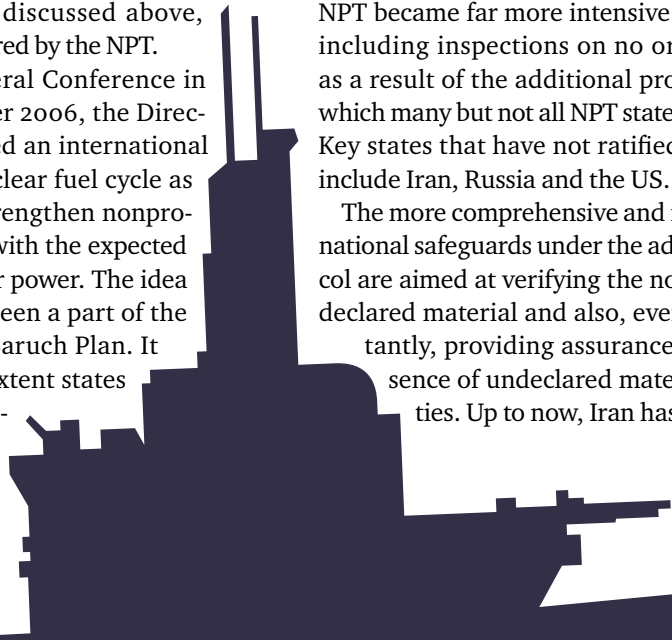 discussed above,
red by the NPT.
eral Conference in
er 2006, the Direc-
ed an international
clear fuel cycle as
rengthen nonpro-
with the expected
r power. The idea
een a part of the
Baruch Plan. It
xtent states
-
NPT became far more intensive
including inspections on no or
as a result of the additional pro
which many but not all NPT state
Key states that have not ratified
include Iran, Russia and the US.
The more comprehensive and
national safeguards under the ad
col are aimed at verifying the no
declared material and also, eve
tantly, providing assurance
sence of undeclared mate
ties. Up to now, Iran has